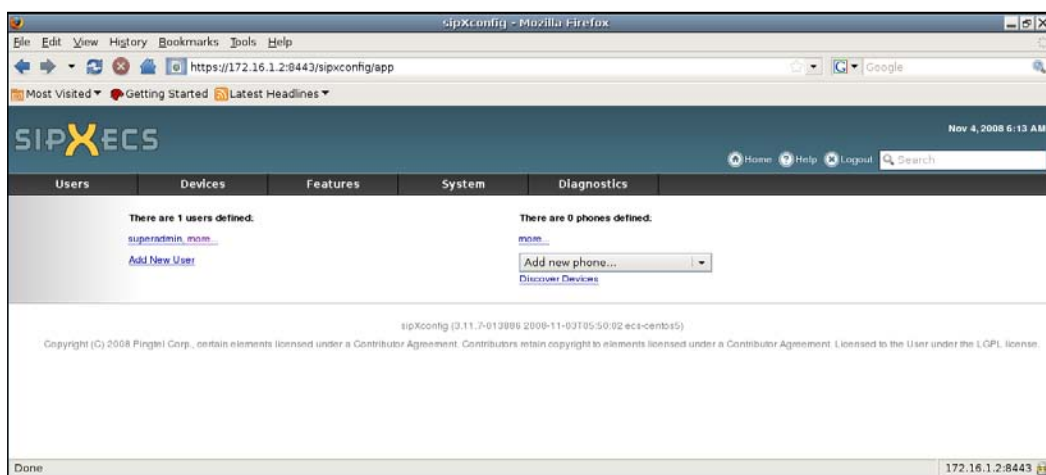 sipXconfig - Mozilla Firefox
File Edit View History Bookmarks Tools Help
https://172.16.1.2:8443/sipxconfig/app
Google
Most Visited Getting Started Latest Headlines
SIPXECS
Nov 4, 2008 6:13 AM
Home Help Logout Search
Users Devices Features System Diagnostics
There are 1 users defined. There are 0 phones defined.
superadmin, more... more...
Add New User Add new phone...
Discover Devices
sipXconfig (3.11.7-013886 2008-11-03T05:50:02 ecs-centos5)
Copyright (C) 2008 Pingtel Corp., certain elements licensed under a Contributor Agreement. Contributors retain copyright to elements licensed under a Contributor Agreement. Licensed to the User under the LGPL license.
Done 172.16.1.2:8443